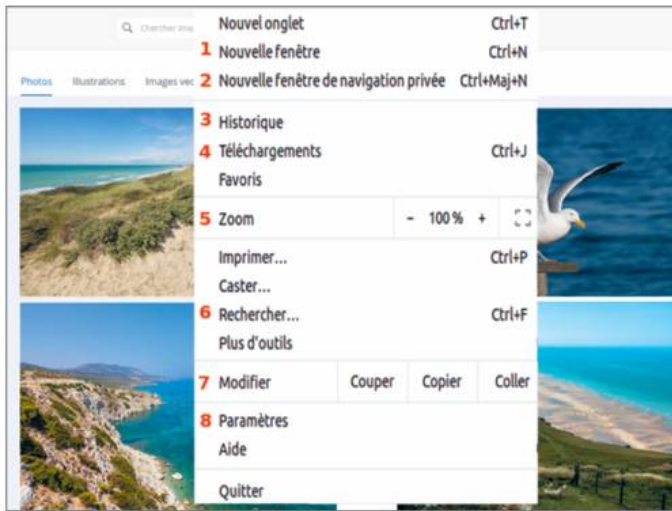 Chercher ima
Nouvel onglet Ctrl+T
1 Nouvelle fenêtre Ctrl+N
2 Nouvelle fenêtre de navigation privée Ctrl+Maj+N
Photos Illustrations Images vec
3 Historique
4 Téléchargements Ctrl+J
Favoris
5 Zoom - 100 % +
Imprimer... Ctrl+P
Caster...
6 Rechercher... Ctrl+F
Plus d'outils
7 Modifier Couper Copier Coller
8 Paramètres
Aide
Quitter